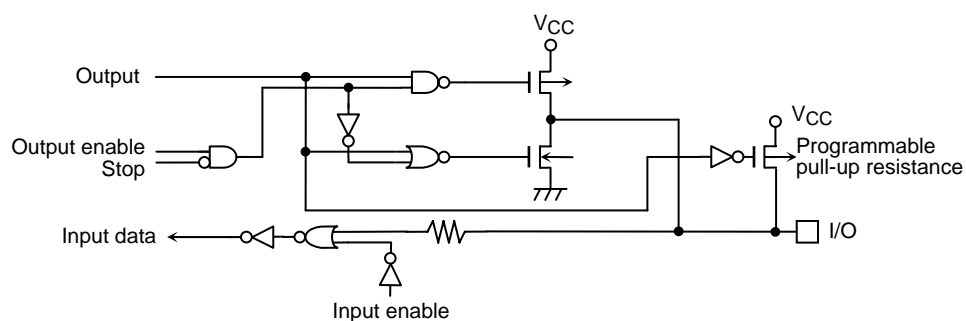 VCC
Output
VCC
Output enable
Stop
Programmable
pull-up resistance
Input data
I/O
Input enable